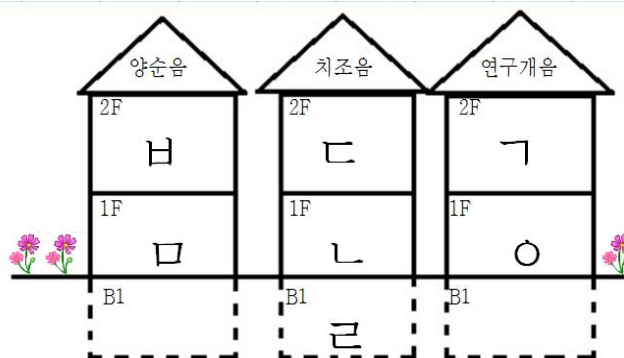 양순음 치조음 연구개음
2F 2F 2F
ㅂ ㄷ ㄱ
1F 1F 1F
ㅁ ㄴ ㅇ
B1 B1 B1
ㄹ